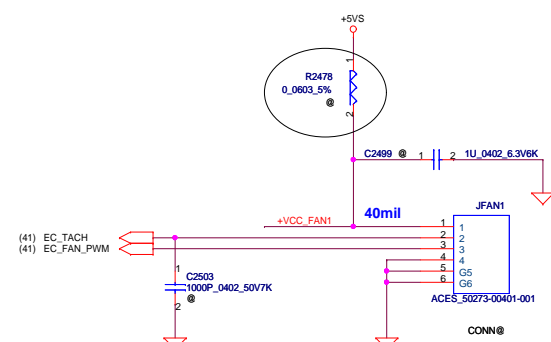 +5VS
1
R2478
0_0603_5%
@
2
C2499 @ 1 2 1U_0402_6.3V6K
+VCC_FAN1
40mil
JFAN1
(41) EC_TACH
(41) EC_FAN_PWM
1 1
2 2
3 3
4 4
5 G5
6 G6
1
C2503
1000P_0402_50V7K
@
2
ACES_50273-00401-001
CONN@